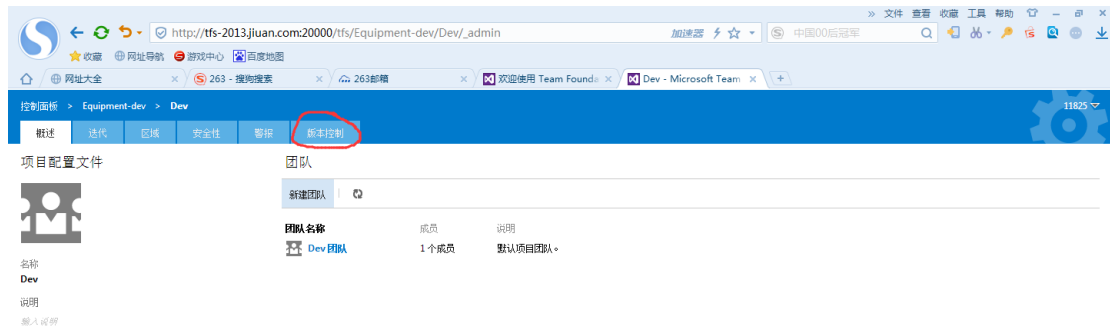 » 文件 查看 收藏 工具 帮助
http://tfs-2013.jiuan.com:20000/tfs/Equipment-dev/Dev/_admin 加速器 中国00后冠军
收藏 网址导航 游戏中心 百度地图
网址大全 263 - 搜狗搜索 263邮箱 欢迎使用 Team Founda Dev - Microsoft Team
控制面板 > Equipment-dev > Dev 11825
概述 迭代 区域 安全性 警报 版本控制
项目配置文件
团队
新建团队
团队名称 成员 说明
Dev 团队 1 个成员 默认项目团队。
名称
Dev
说明
输入说明